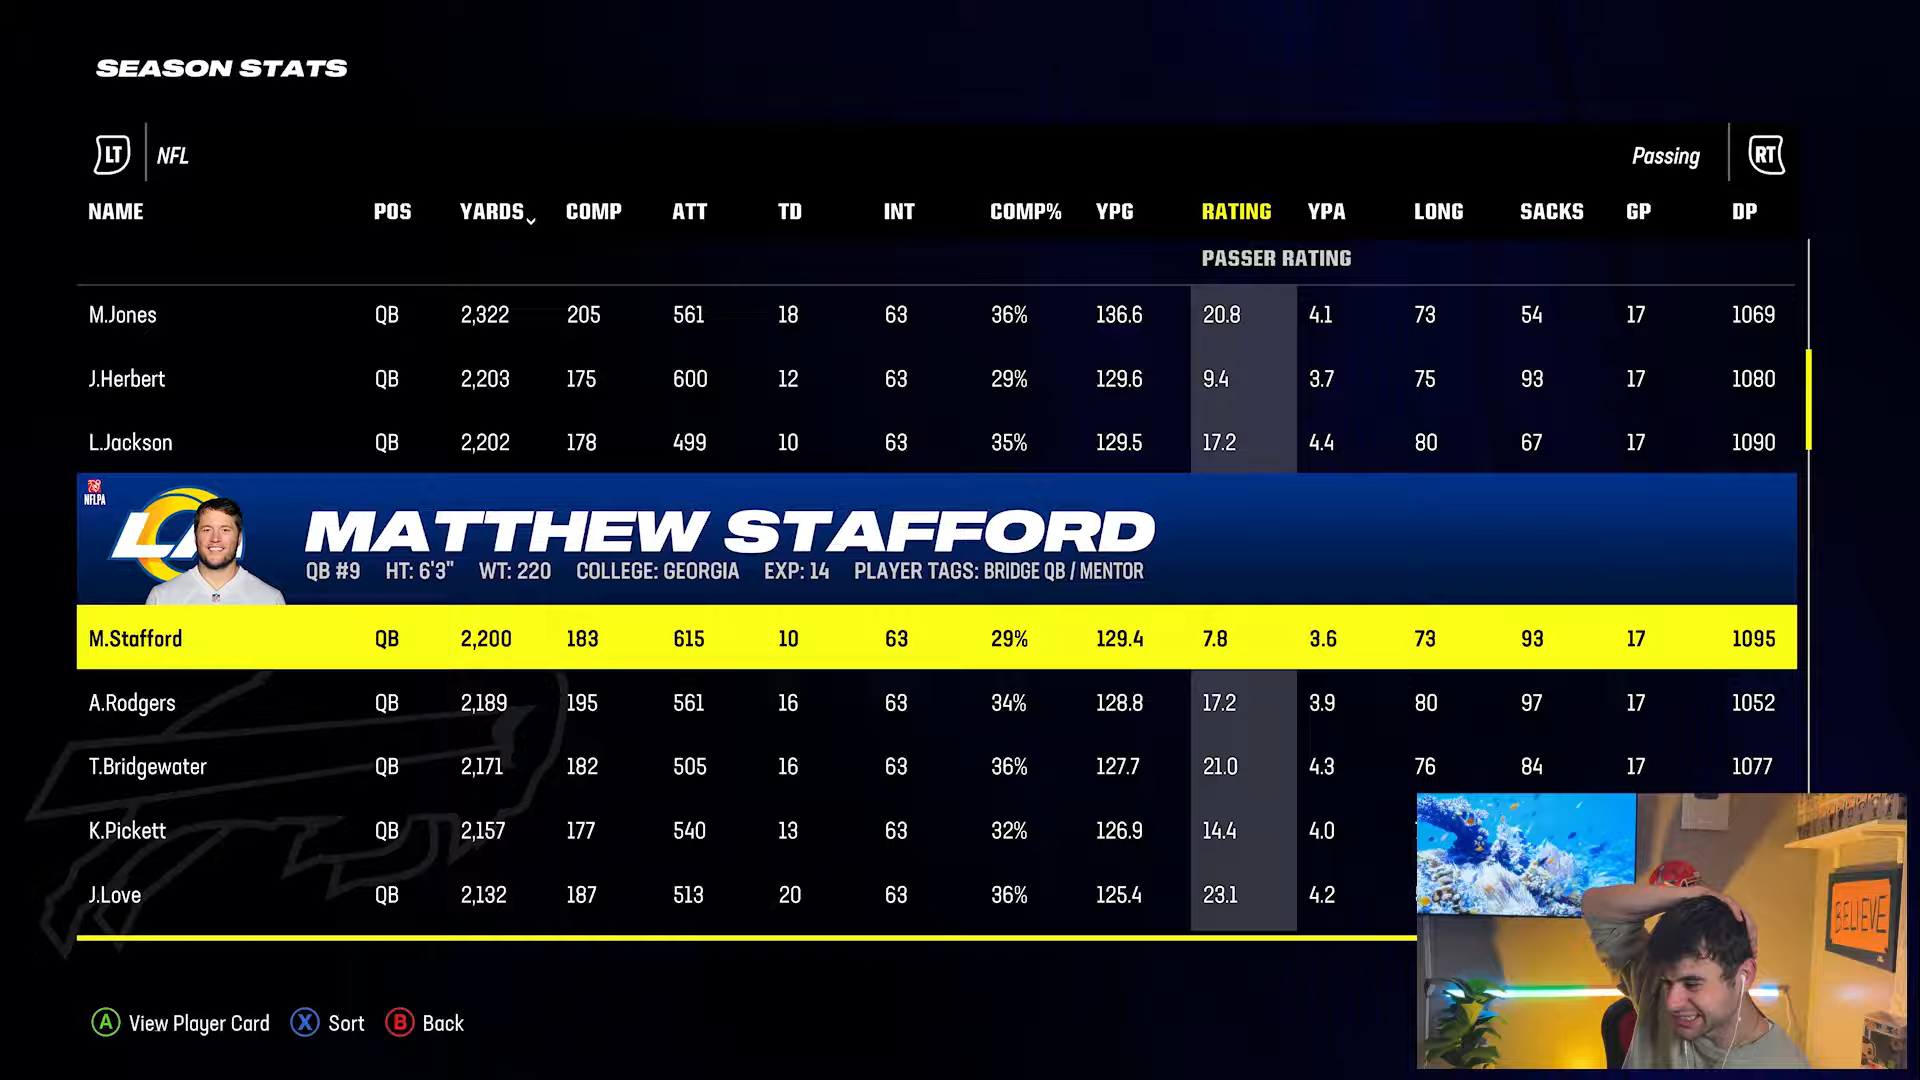 SEASON STATS
LT NFL Passing RT
NAME POS YARDS COMP ATT TD INT COMP% YPG RATING YPA LONG SACKS GP DP
PASSER RATING
M.Jones QB 2,322 205 561 18 63 36% 136.6 20.8 4.1 73 54 17 1069
J.Herbert QB 2,203 175 600 12 63 29% 129.6 9.4 3.7 75 93 17 1080
L.Jackson QB 2,202 178 499 10 63 35% 129.5 17.2 4.4 80 67 17 1090
NFLPA
LA
MATTHEW STAFFORD
QB #9 HT: 6'3" WT: 220 COLLEGE: GEORGIA EXP: 14 PLAYER TAGS: BRIDGE QB / MENTOR
M.Stafford QB 2,200 183 615 10 63 29% 129.4 7.8 3.6 73 93 17 1095
A.Rodgers QB 2,189 195 561 16 63 34% 128.8 17.2 3.9 80 97 17 1052
T.Bridgewater QB 2,171 182 505 16 63 36% 127.7 21.0 4.3 76 84 17 1077
K.Pickett QB 2,157 177 540 13 63 32% 126.9 14.4 4.0
J.Love QB 2,132 187 513 20 63 36% 125.4 23.1 4.2
BELIEVE
A View Player Card X Sort B Back